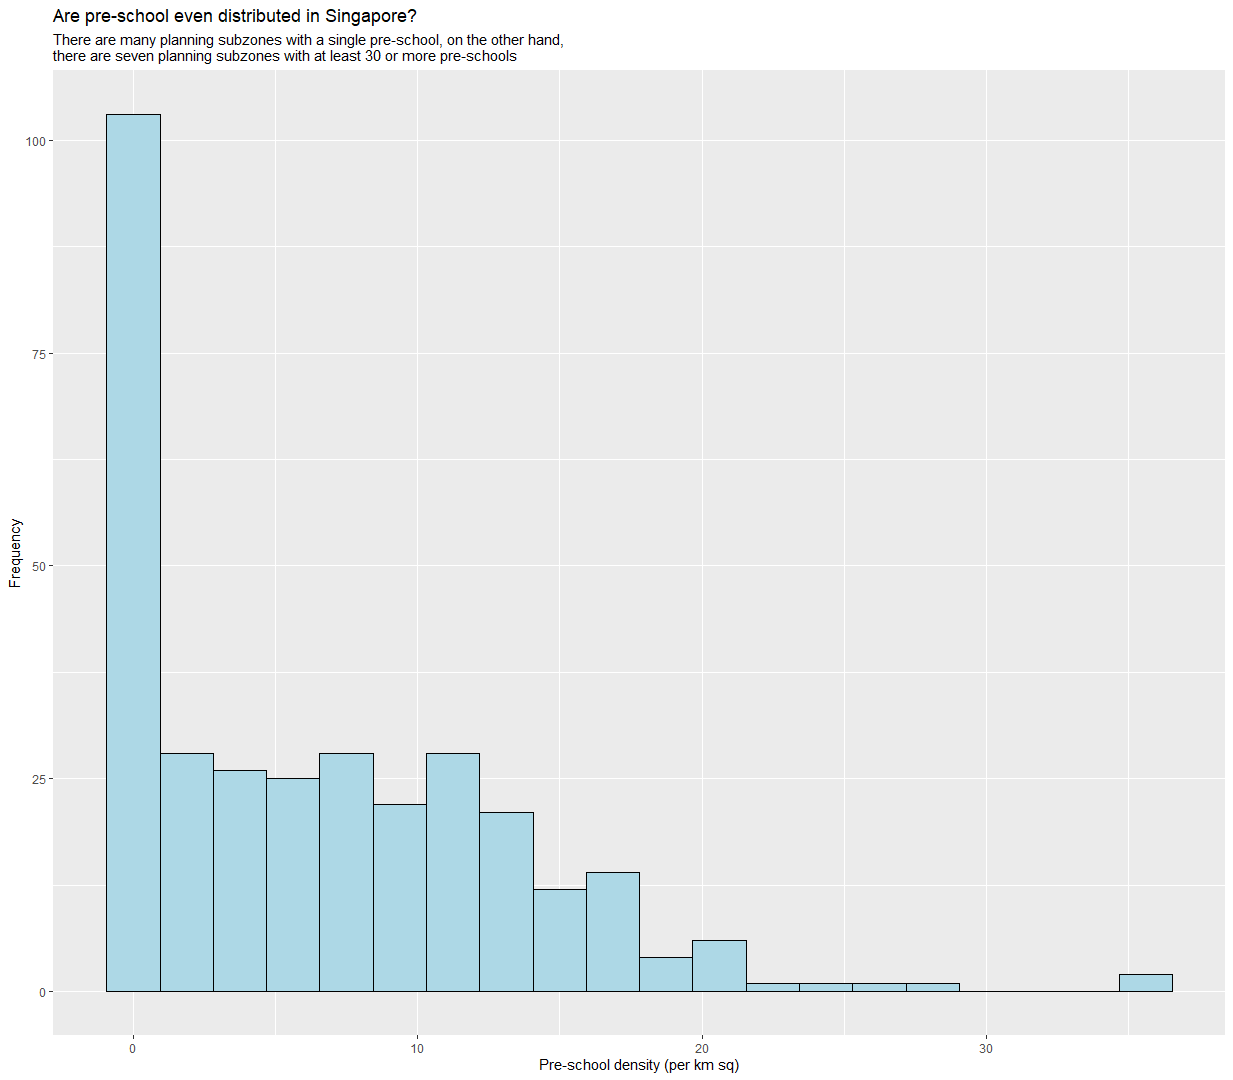 Are pre-school even distributed in Singapore?
There are many planning subzones with a single pre-school, on the other hand,
there are seven planning subzones with at least 30 or more pre-schools
100
75
50
25
0
Frequency
0
10
20
30
Pre-school density (per km sq)